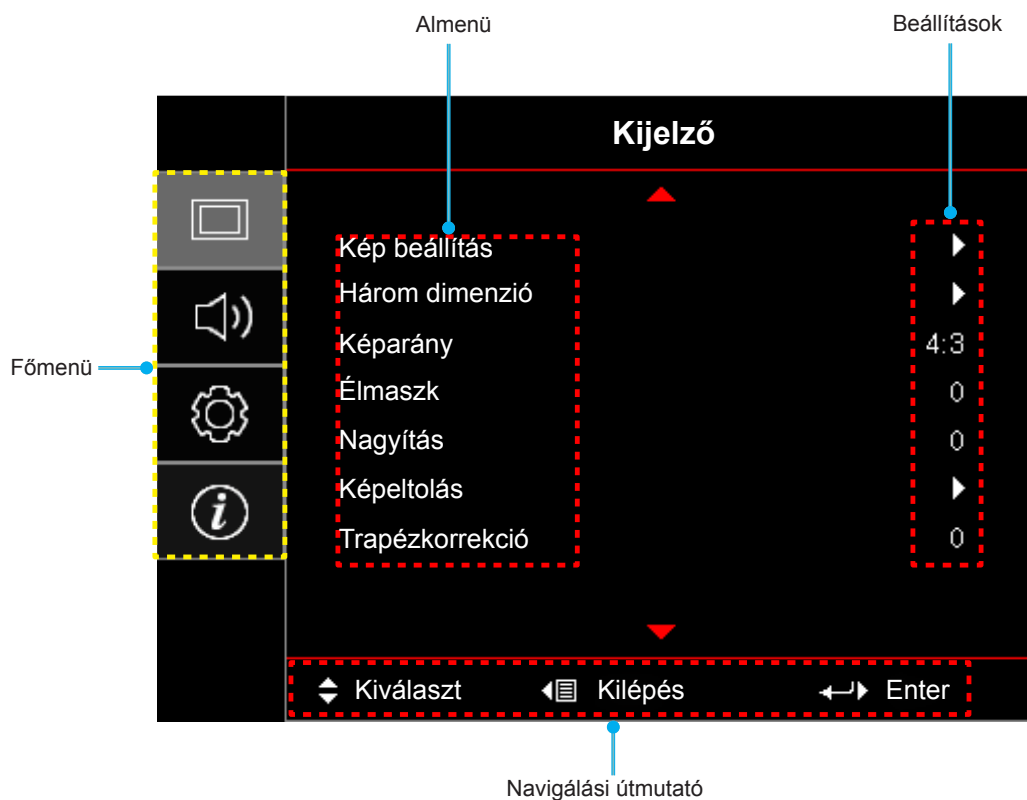 Almenü
Beállítások
Kijelző
Kép beállítás
Három dimenzió
Képarány 4:3
Főmenü
Élmaszk 0
Nagyítás 0
Képeltolás
Trapézkorrekció 0
Kiválaszt Kilépés Enter
Navigálási útmutató